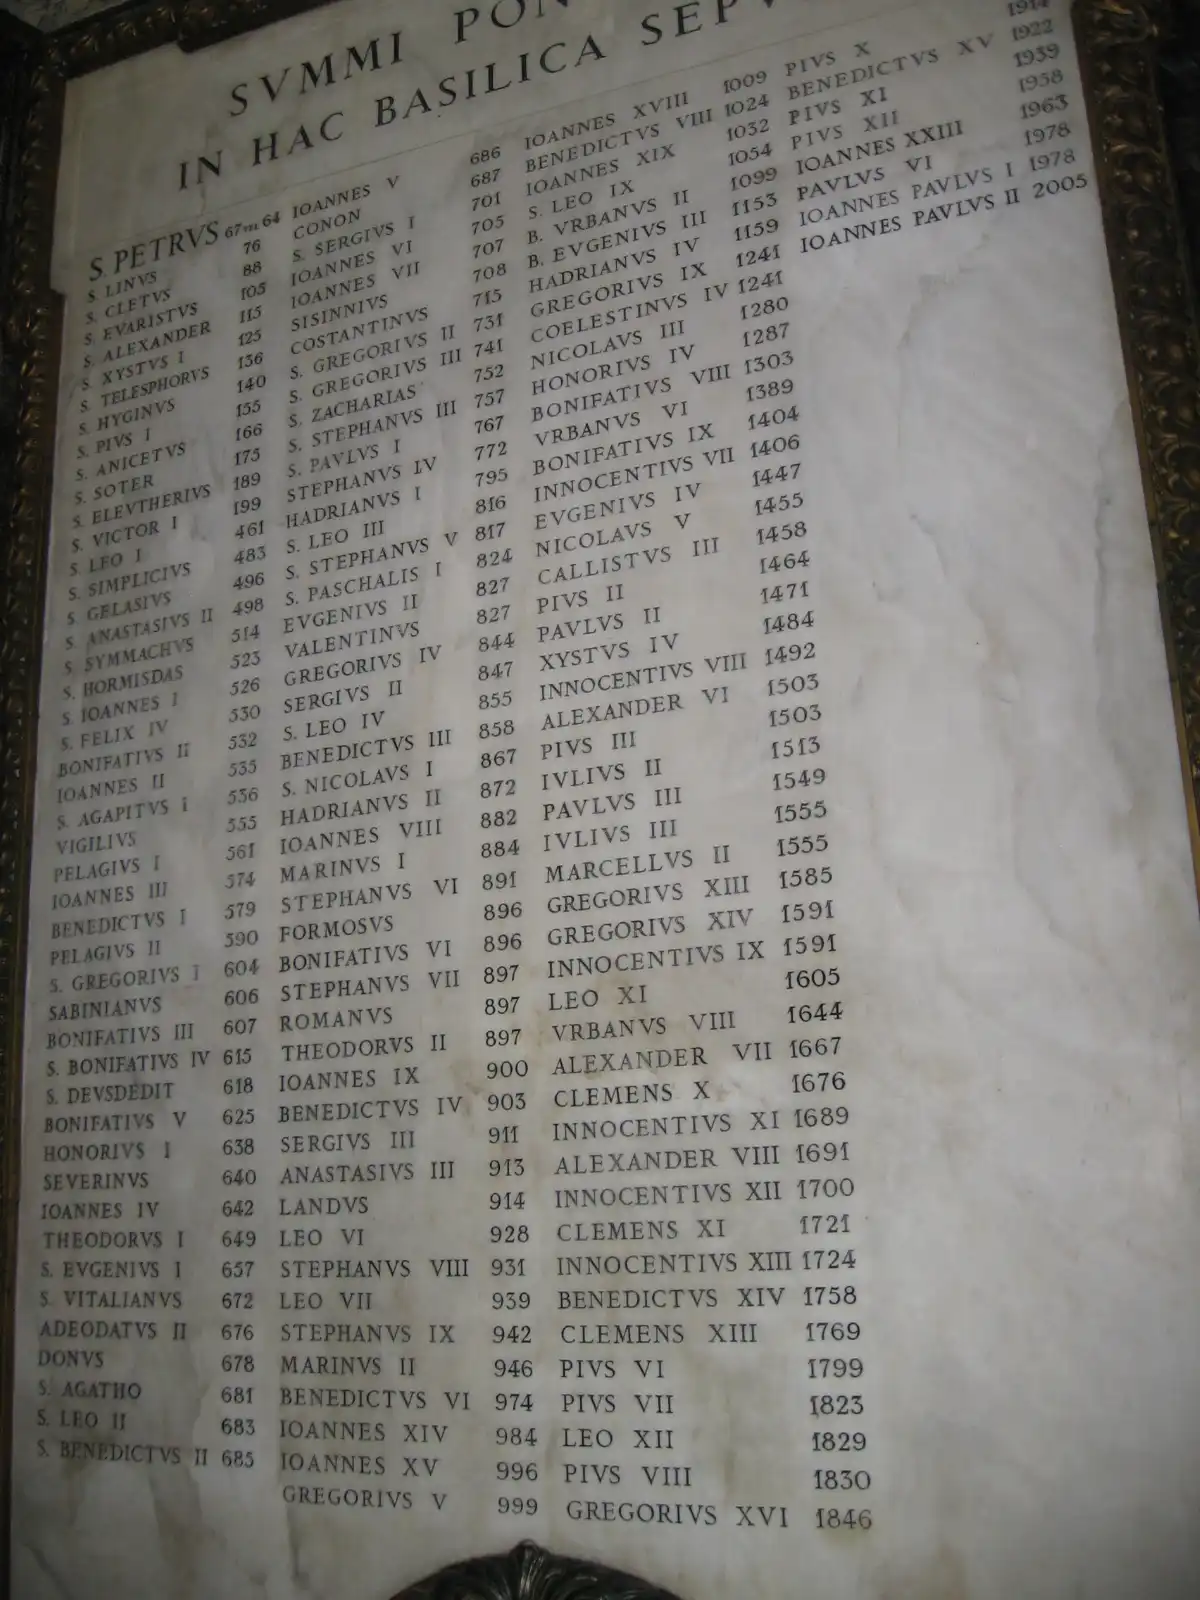 SVMMI PON
IN HAC BASILICA SEPV
S. PETRVS 67 vel 64
S. LINVS 76
S. CLETVS 88
S. EVARISTVS 105
S. ALEXANDER 115
S. XYSTVS I 125
S. TELESPHORVS 136
S. HYGINVS 140
S. PIVS I 155
S. ANICETVS 166
S. SOTER 175
S. ELEVTHERIVS 189
S. VICTOR I 199
S. LEO I 461
S. SIMPLICIVS 483
S GELASIVS 496
S. ANASTASIVS II 498
S. SYMMACHVS 514
S. HORMISDAS 523
S. IOANNES I 526
S. FELIX IV 530
BONIFATIVS II 532
IOANNES II 535
S. AGAPITVS I 536
VIGILIVS 555
PELAGIVS I 561
IOANNES III 574
BENEDICTVS I 579
PELAGIVS II 590
S. GREGORIVS I 604
SABINIANVS 606
BONIFATIVS III 607
S. BONIFATIVS IV 615
S. DEVSDEDIT 618
BONIFATIVS V 625
HONORIVS I 638
SEVERINVS 640
IOANNES IV 642
THEODORVS I 649
S. EVGENIVS I 657
S. VITALIANVS 672
ADEODATVS II 676
DONVS 678
S. AGATHO 681
S. LEO II 683
S. BENEDICTVS II 685
IOANNES V 686
CONON 687
S. SERGIVS I 701
IOANNES VI 705
IOANNES VII 707
SISINNIVS 708
COSTANTINVS 715
S. GREGORIVS II 731
S. GREGORIVS III 741
S. ZACHARIAS 752
S. STEPHANVS III 757
S. PAVLVS I 767
STEPHANVS IV 772
HADRIANVS I 795
S. LEO III 816
S. STEPHANVS V 817
S. PASCHALIS I 824
EVGENIVS II 827
VALENTINVS 827
GREGORIVS IV 844
SERGIVS II 847
S. LEO IV 855
BENEDICTVS III 858
S. NICOLAVS I 867
HADRIANVS II 872
IOANNES VIII 882
MARINVS I 884
STEPHANVS VI 891
FORMOSVS 896
BONIFATIVS VI 896
STEPHANVS VII 897
ROMANVS 897
THEODORVS II 897
IOANNES IX 900
BENEDICTVS IV 903
SERGIVS III 911
ANASTASIVS III 913
LANDVS 914
LEO VI 928
STEPHANVS VIII 931
LEO VII 939
STEPHANVS IX 942
MARINVS II 946
BENEDICTVS VI 974
IOANNES XIV 984
IOANNES XV 996
GREGORIVS V 999
IOANNES XVIII 1009
BENEDICTVS VIII 1024
IOANNES XIX 1032
S. LEO IX 1054
B. VRBANVS II 1099
B. EVGENIVS III 1153
HADRIANVS IV 1159
GREGORIVS IX 1241
COELESTINVS IV 1241
NICOLAVS III 1280
HONORIVS IV 1287
BONIFATIVS VIII 1303
VRBANVS VI 1389
BONIFATIVS IX 1404
INNOCENTIVS VII 1406
EVGENIVS IV 1447
NICOLAVS V 1455
CALLISTVS III 1458
PIVS II 1464
PAVLVS II 1471
XYSTVS IV 1484
INNOCENTIVS VIII 1492
ALEXANDER VI 1503
PIVS III 1503
IVLIVS II 1513
PAVLVS III 1549
IVLIVS III 1555
MARCELLVS II 1555
GREGORIVS XIII 1585
GREGORIVS XIV 1591
INNOCENTIVS IX 1591
LEO XI 1605
VRBANVS VIII 1644
ALEXANDER VII 1667
CLEMENS X 1676
INNOCENTIVS XI 1689
ALEXANDER VIII 1691
INNOCENTIVS XII 1700
CLEMENS XI 1721
INNOCENTIVS XIII 1724
BENEDICTVS XIV 1758
CLEMENS XIII 1769
PIVS VI 1799
PIVS VII 1823
LEO XII 1829
PIVS VIII 1830
GREGORIVS XVI 1846
PIVS X 1914
BENEDICTVS XV 1922
PIVS XI 1939
PIVS XII 1958
IOANNES XXIII 1963
PAVLVS VI 1978
IOANNES PAVLVS I 1978
IOANNES PAVLVS II 2005